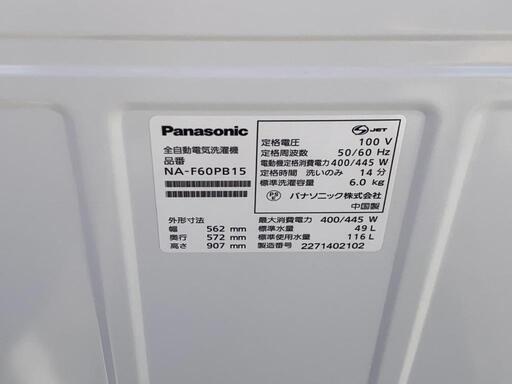 Panasonic
全自動電気洗濯機
品番
NA-F60PB15
外形寸法
幅 562 mm
奥行 572 mm
高さ 907 mm
JET
定格電圧 100 V
定格周波数 50/60 Hz
電動機定格消費電力 400/445 W
定格時間 洗いのみ 14 分
標準洗濯容量 6.0 kg
PS E パナソニック株式会社
中国製
最大消費電力 400/445 W
標準水量 49 L
標準使用水量 116 L
製造番号 2271402102